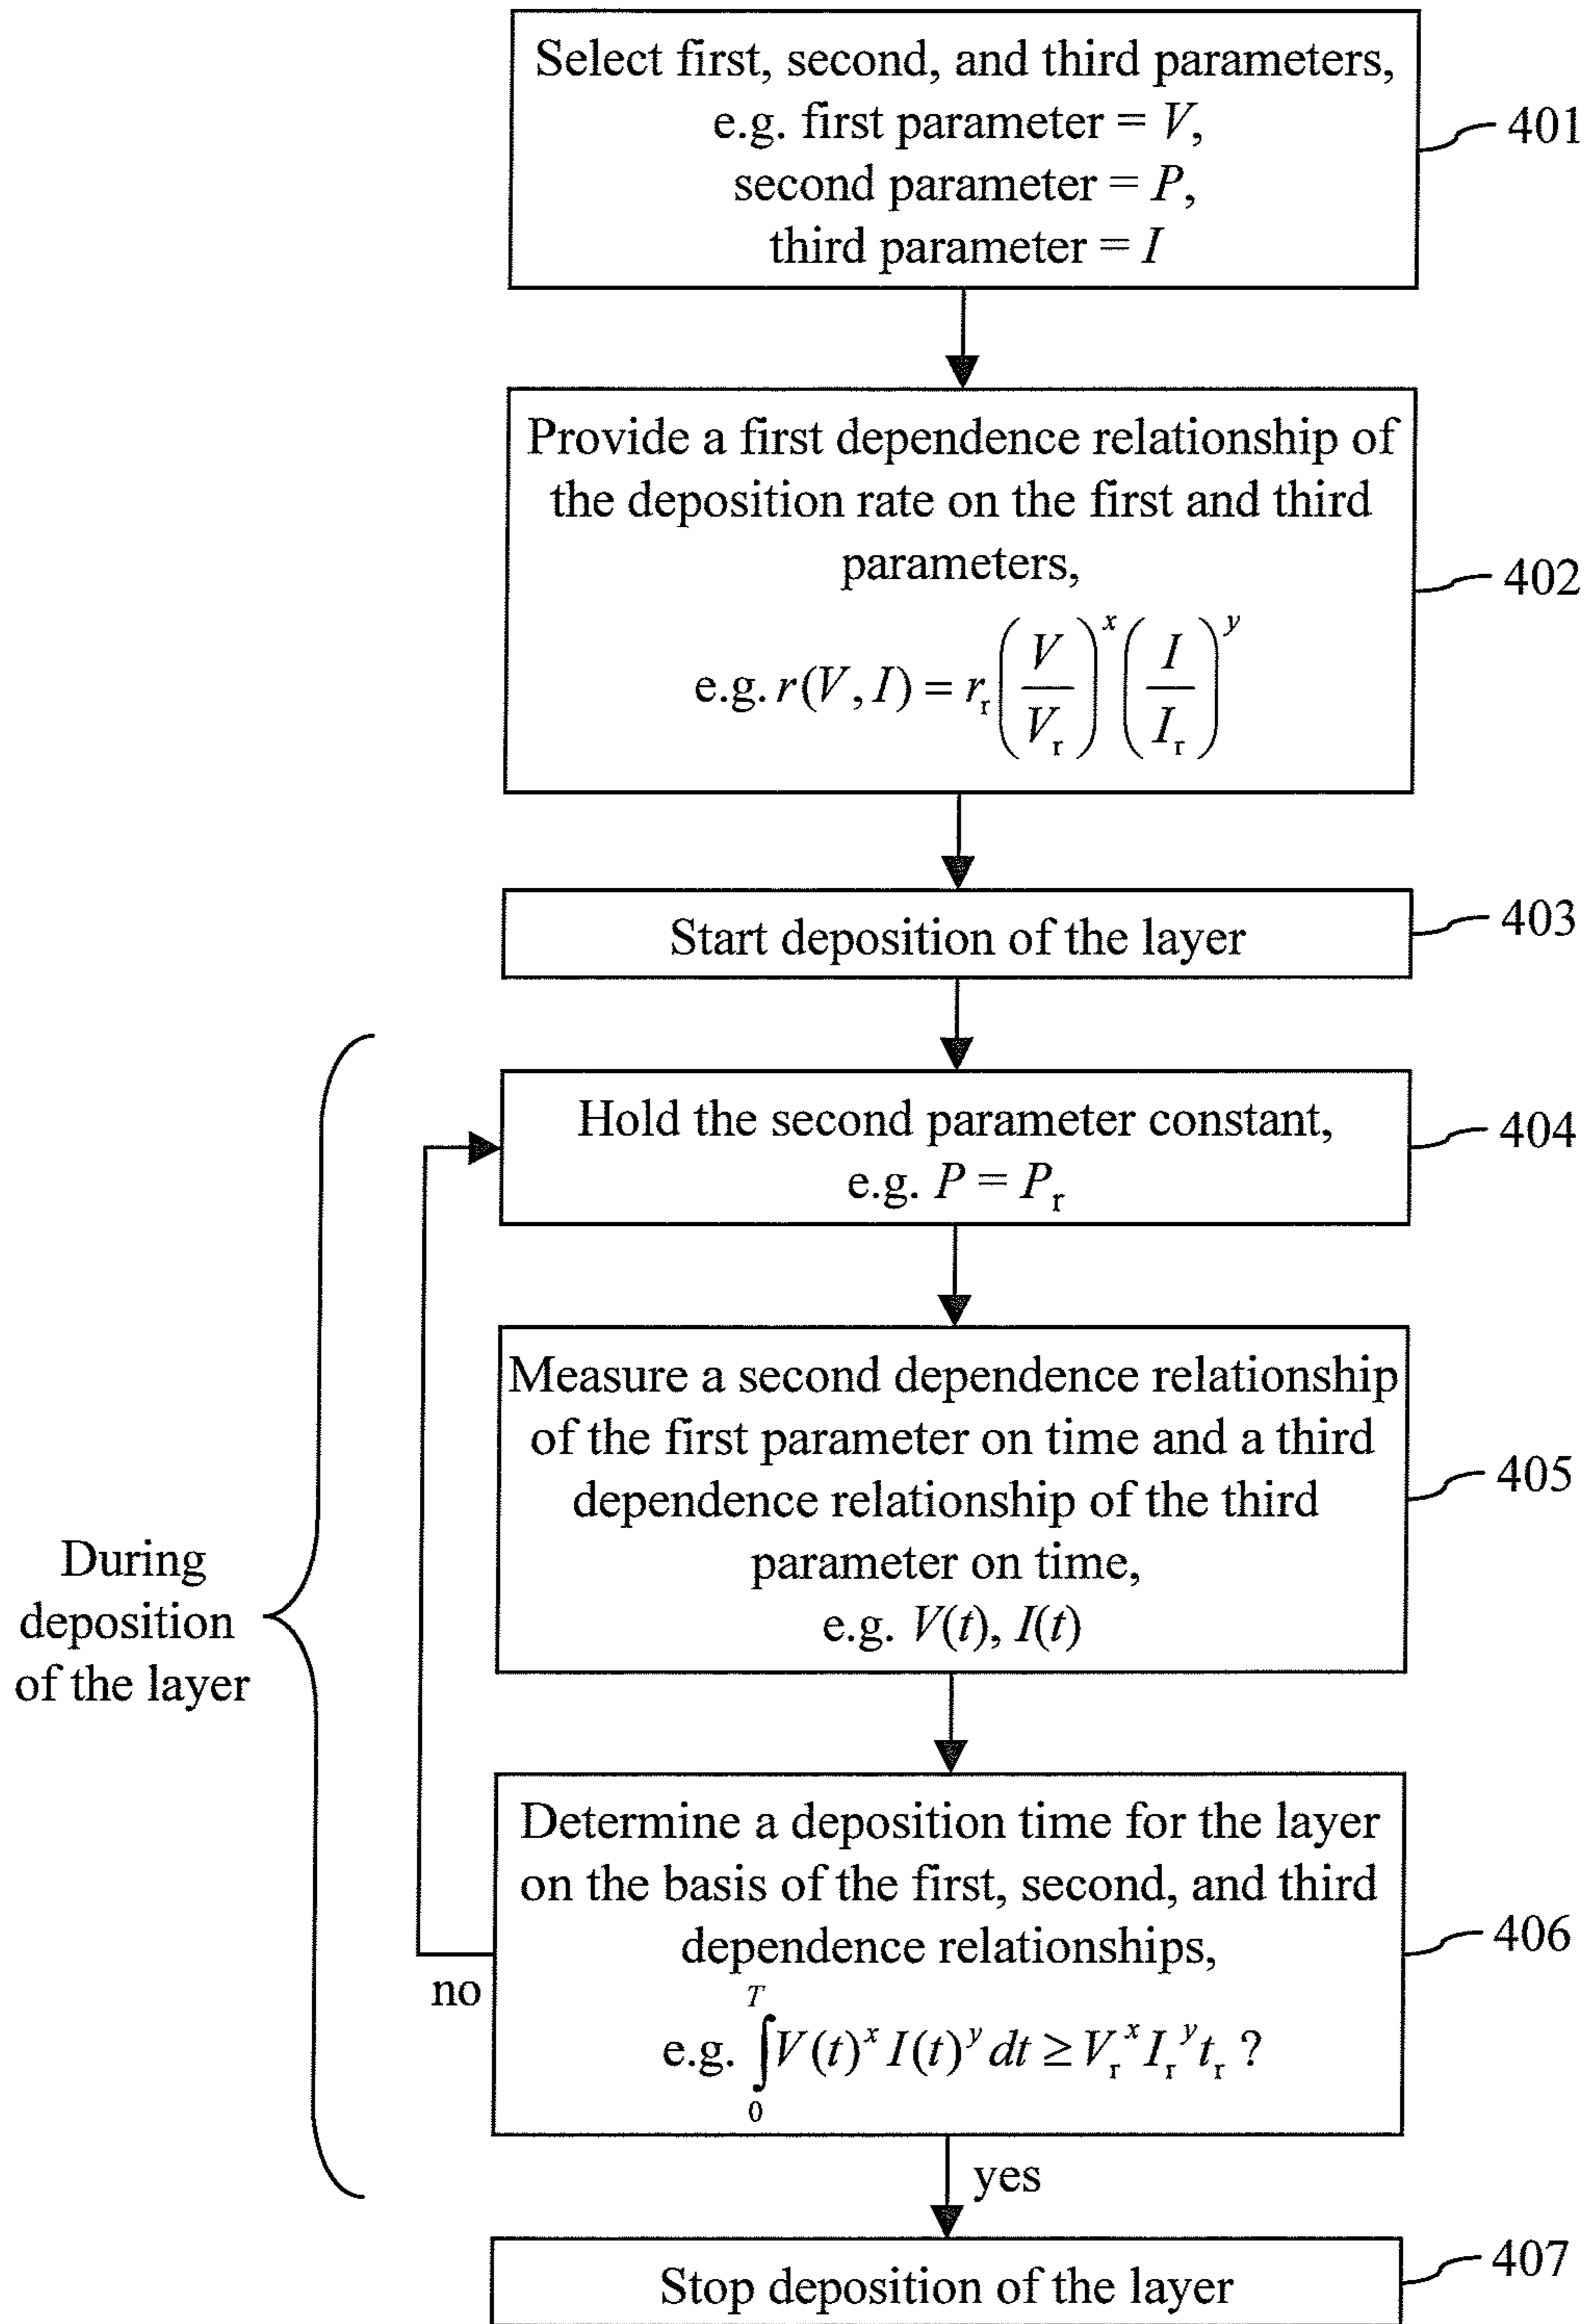 Select first, second, and third parameters,
e.g. first parameter = V,
second parameter = P,
third parameter = I
401
Provide a first dependence relationship of
the deposition rate on the first and third
parameters,
e.g. r(V, I) = r_r (V/V_r)^x (I/I_r)^y
402
Start deposition of the layer
403
Hold the second parameter constant,
e.g. P = P_r
404
Measure a second dependence relationship
of the first parameter on time and a third
dependence relationship of the third
parameter on time,
e.g. V(t), I(t)
405
During
deposition
of the layer
Determine a deposition time for the layer
on the basis of the first, second, and third
dependence relationships,
e.g. ∫_0^T V(t)^x I(t)^y dt ≥ V_r^x I_r^y t_r ?
406
no
yes
Stop deposition of the layer
407